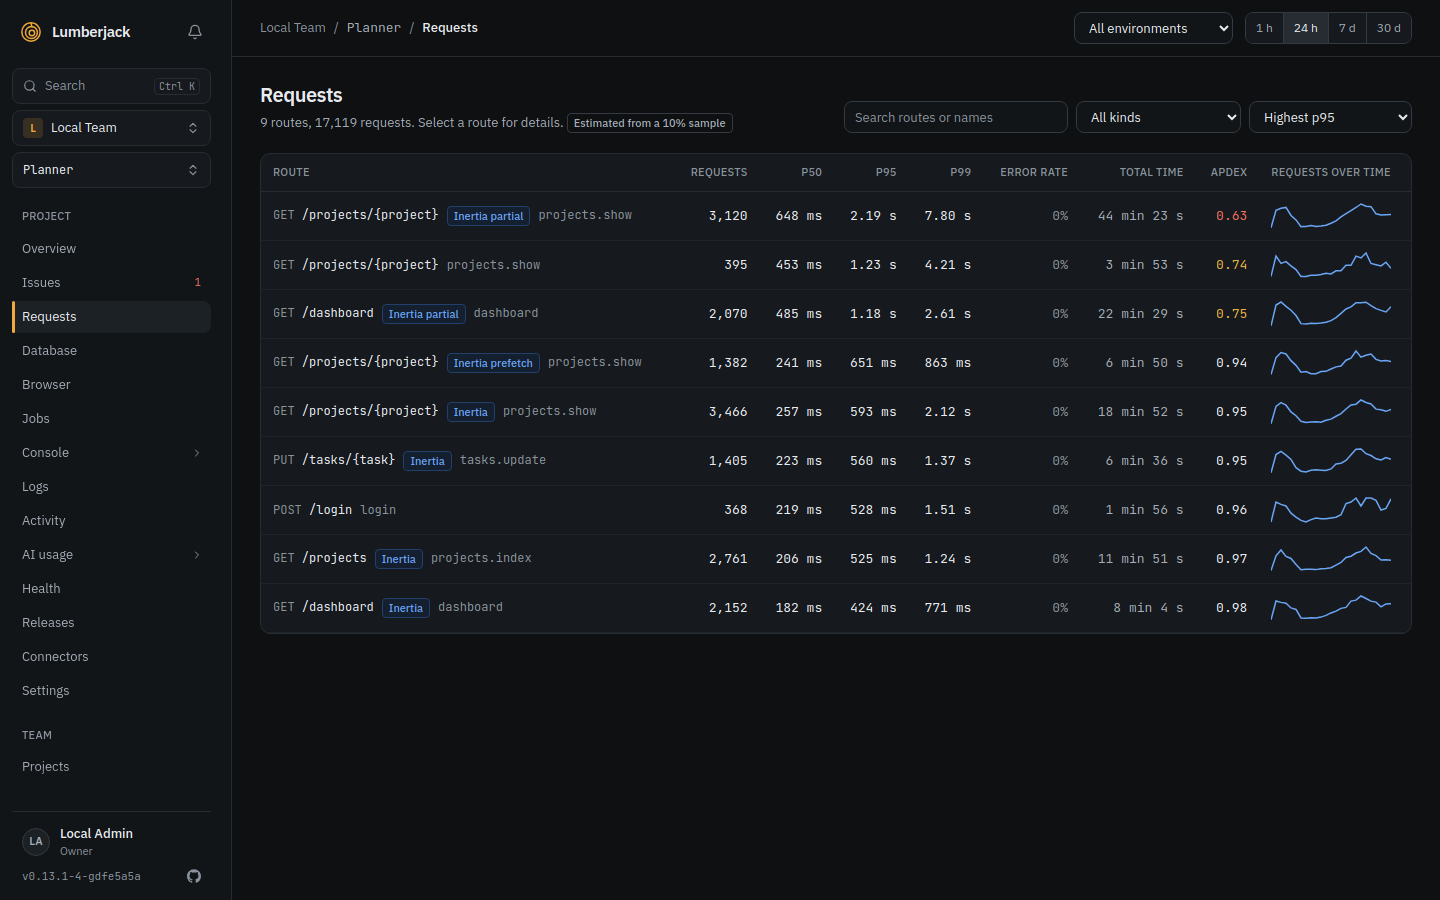 Lumberjack
Search Ctrl K
L Local Team
Planner
PROJECT
Overview
Issues 1
Requests
Database
Browser
Jobs
Console
Logs
Activity
AI usage
Health
Releases
Connectors
Settings
TEAM
Projects
LA Local Admin
Owner
v0.13.1-4-gdfe5a5a
Local Team / Planner / Requests
All environments 1 h 24 h 7 d 30 d
Requests
9 routes, 17,119 requests. Select a route for details. Estimated from a 10% sample
Search routes or names All kinds Highest p95
ROUTE REQUESTS P50 P95 P99 ERROR RATE TOTAL TIME APDEX REQUESTS OVER TIME
GET /projects/{project} Inertia partial projects.show 3,120 648 ms 2.19 s 7.80 s 0% 44 min 23 s 0.63
GET /projects/{project} projects.show 395 453 ms 1.23 s 4.21 s 0% 3 min 53 s 0.74
GET /dashboard Inertia partial dashboard 2,070 485 ms 1.18 s 2.61 s 0% 22 min 29 s 0.75
GET /projects/{project} Inertia prefetch projects.show 1,382 241 ms 651 ms 863 ms 0% 6 min 50 s 0.94
GET /projects/{project} Inertia projects.show 3,466 257 ms 593 ms 2.12 s 0% 18 min 52 s 0.95
PUT /tasks/{task} Inertia tasks.update 1,405 223 ms 560 ms 1.37 s 0% 6 min 36 s 0.95
POST /login login 368 219 ms 528 ms 1.51 s 0% 1 min 56 s 0.96
GET /projects Inertia projects.index 2,761 206 ms 525 ms 1.24 s 0% 11 min 51 s 0.97
GET /dashboard Inertia dashboard 2,152 182 ms 424 ms 771 ms 0% 8 min 4 s 0.98